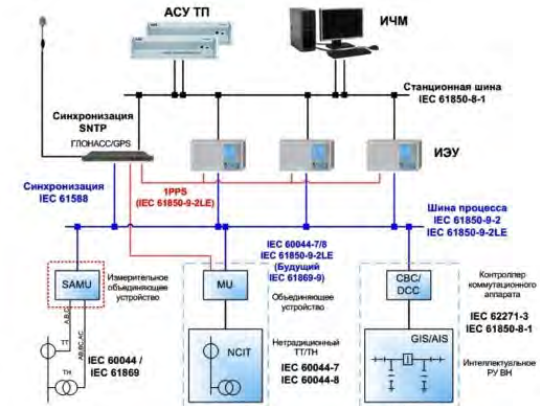 АСУ ТП
ИЧМ
Станционная шина
IEC 61850-8-1
Синхронизация
SNTP
ГЛОНАСС/GPS
ИЭУ
Синхронизация
IEC 61588
1PPS
(IEC 61850-9-2LE)
Шина процесса
IEC 61850-9-2
IEC 61850-9-2LE
IEC 60044-7/8
IEC 61850-9-2LE
(Будущий
IEC 61869-9)
SAMU
Измерительное
объединяющее
устройство
MU
Объединяющее
устройство
CBC/
DCC
Контроллер
коммутационного
аппарата
IEC 62271-3
IEC 61850-8-1
A,B,C
AB,BC,AC
ТТ
ТН
IEC 60044 /
IEC 61869
NCIT
Нетрадиционный
ТТ/ТН
IEC 60044-7
IEC 60044-8
GIS/AIS
Интеллектуальное
РУ ВН